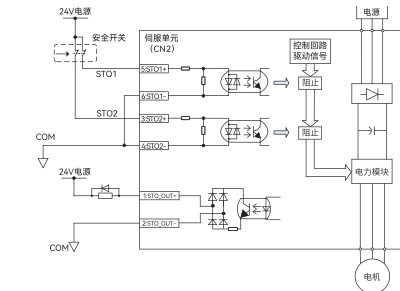 24V电源
电源
安全开关
伺服单元
(CN2)
控制回路
驱动信号
5:STO1+
STO1
阻止
6:STO1-
STO2
3:STO2+
阻止
COM
4:STO2-
24V电源
电力模块
1:STO_OUT+
2:STO_OUT-
COM
电机